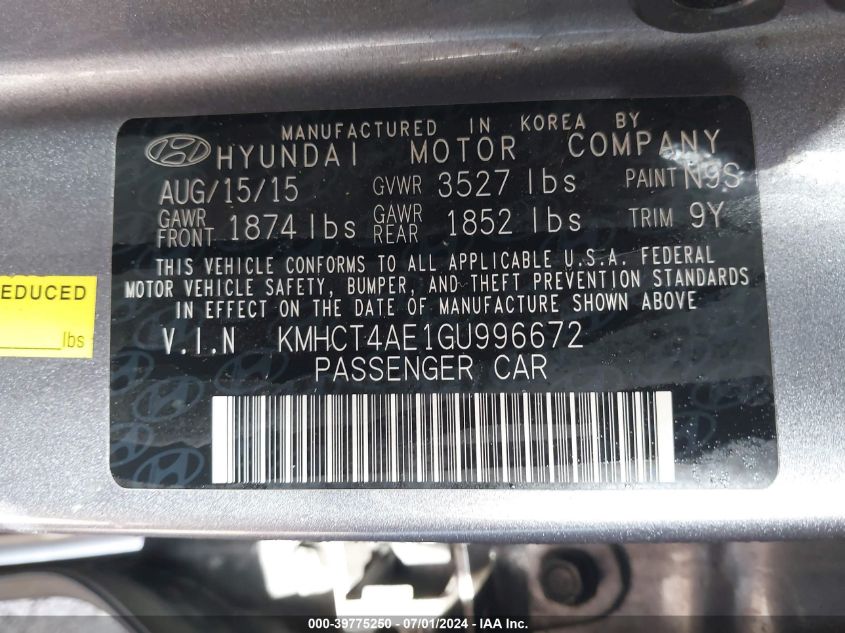 MANUFACTURED IN KOREA BY
HYUNDAI MOTOR COMPANY
AUG/15/15 GVWR 3527 lbs PAINT N9S
GAWR FRONT 1874 lbs GAWR REAR 1852 lbs TRIM 9Y
THIS VEHICLE CONFORMS TO ALL APPLICABLE U.S.A. FEDERAL
MOTOR VEHICLE SAFETY, BUMPER, AND THEFT PREVENTION STANDARDS
IN EFFECT ON THE DATE OF MANUFACTURE SHOWN ABOVE
V.I.N KMHCT4AE1GU996672
PASSENGER CAR
EDUCED
lbs
000-39775250 - 07/01/2024 - IAA Inc.